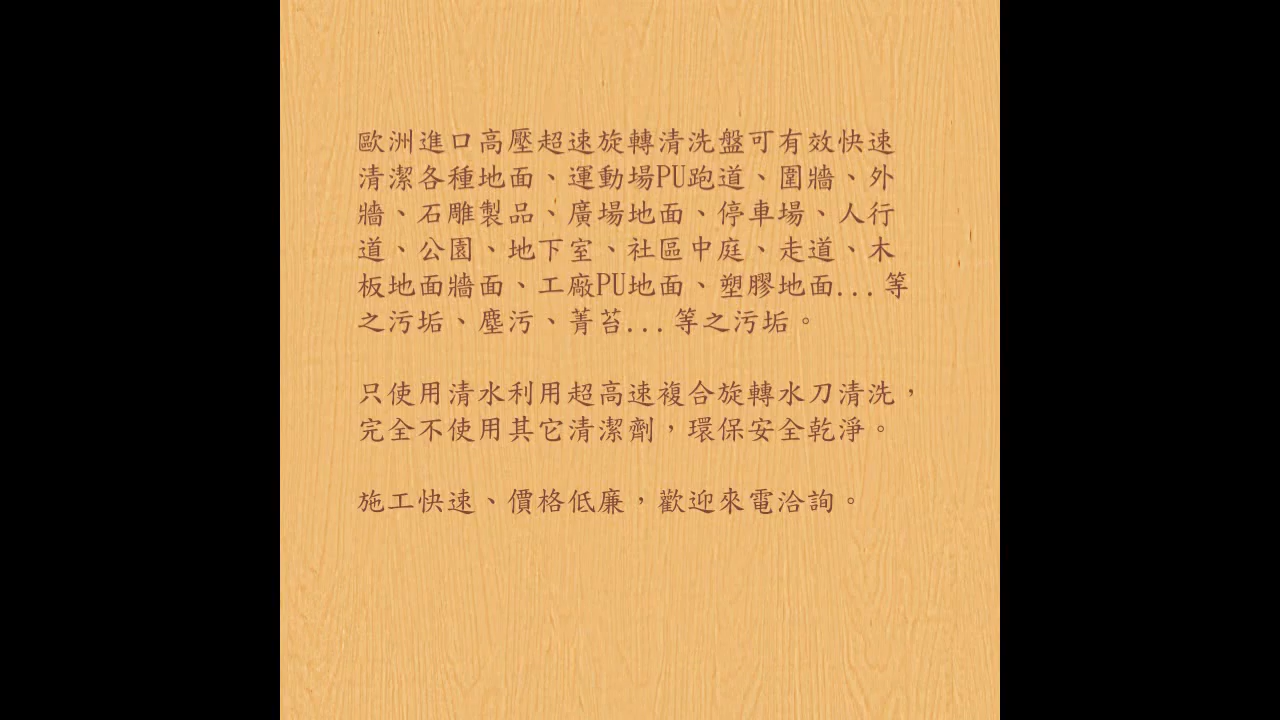 歐洲進口高壓超速旋轉清洗盤可有效快速
清潔各種地面、運動場PU跑道、圍牆、外
牆、石雕製品、廣場地面、停車場、人行
道、公園、地下室、社區中庭、走道、木
板地面牆面、工廠PU地面、塑膠地面...等
之污垢、塵污、菁苔...等之污垢。
只使用清水利用超高速複合旋轉水刀清洗，
完全不使用其它清潔劑，環保安全乾淨。
施工快速、價格低廉，歡迎來電洽詢。